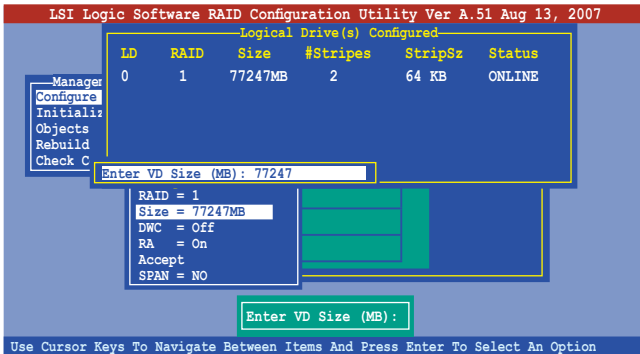 LSI Logic Software RAID Configuration Utility Ver A.51 Aug 13, 2007
Logical Drive(s) Configured
LD RAID Size #Stripes StripSz Status
0 1 77247MB 2 64 KB ONLINE
Configure
Objects
Rebuild
Enter VD Size (MB): 77247
RAID = 1
Size = 77247MB
DWC = Off
RA = On
Accept
SPAN = NO
Enter VD Size (MB):
Use Cursor Keys To Navigate Between Items And Press Enter To Select An Option